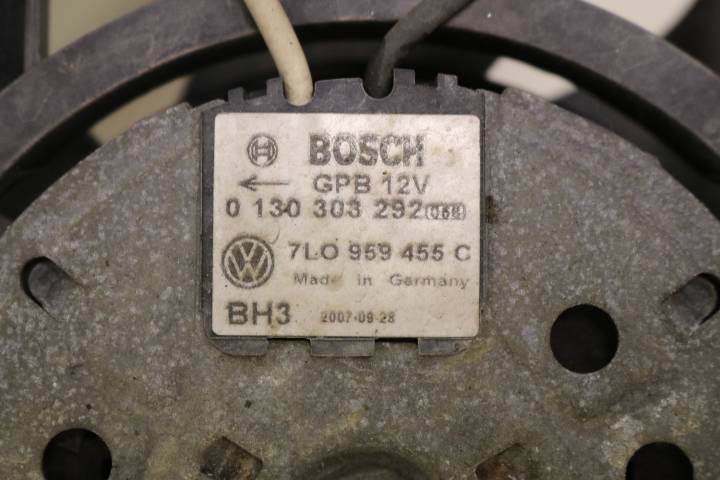 BOSCH
GPB 12V
0 130 303 292
7L0 959 455 C
Made in Germany
BH3 2007-09-28